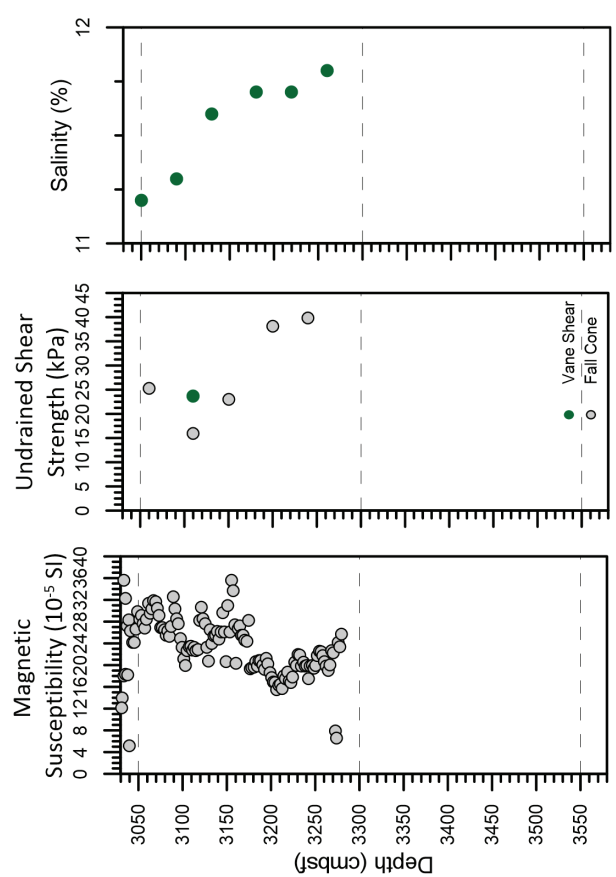 Salinity (%)
11
12
Undrained Shear
Strength (kPa)
0 5 10 15 20 25 30 35 40 45
Vane Shear
Fall Cone
Magnetic
Susceptibility (10⁻⁵ SI)
0 4 8 12 16 20 24 28 32 36 40
3050
3100
3150
3200
3250
3300
3350
3400
3450
3500
3550
Depth (cmbsf)